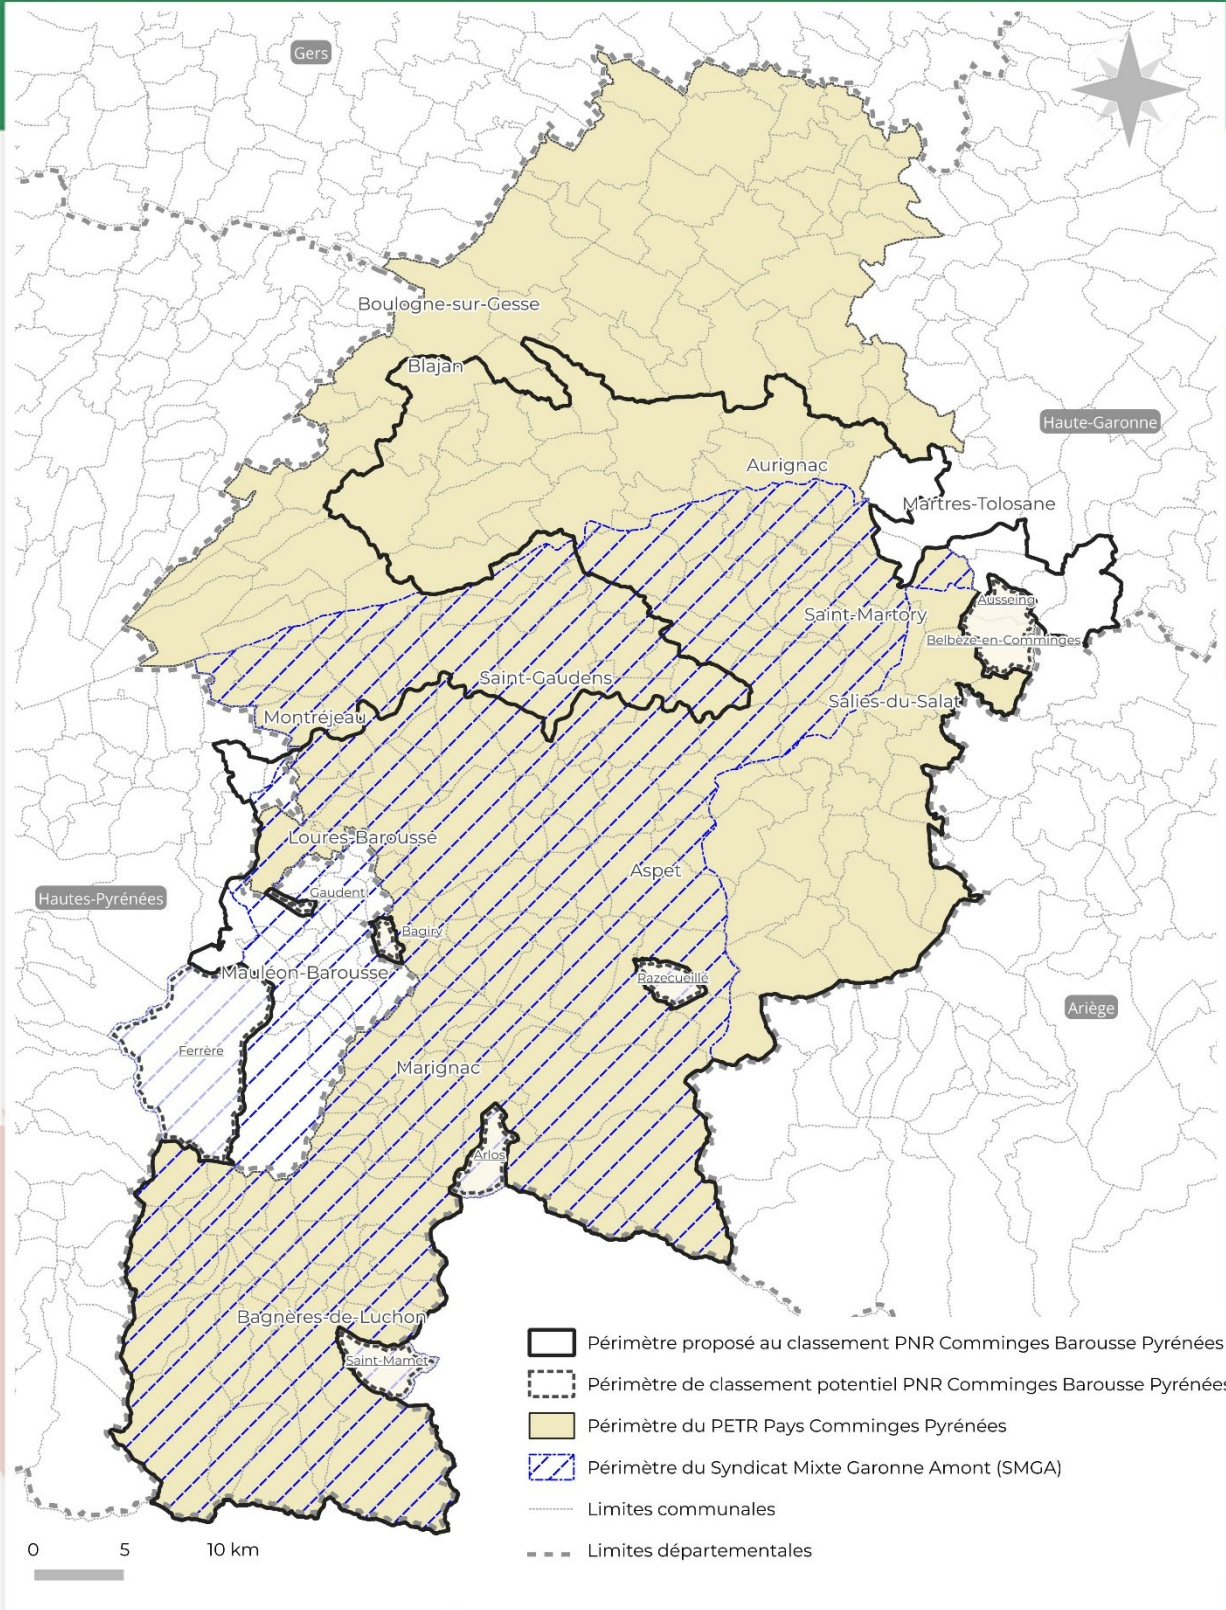 Gers
Boulogne-sur-Gesse
Blajan
Haute-Garonne
Aurignac
Martres-Tolosane
Ausseing
Saint-Martory
Belbèze-en-Comminges
Saint-Gaudens
Salies-du-Salat
Montréjeau
Loures-Barousse
Aspet
Gaudent
Hautes-Pyrénées
Bagiry
Mauléon-Barousse
Razecueillé
Ariège
Ferrère
Marignac
Arlos
Bagnères-de-Luchon
Saint-Mamet
Périmètre proposé au classement PNR Comminges Barousse Pyrénées
Périmètre de classement potentiel PNR Comminges Barousse Pyrénées
Périmètre du PETR Pays Comminges Pyrénées
Périmètre du Syndicat Mixte Garonne Amont (SMGA)
Limites communales
Limites départementales
0 5 10 km